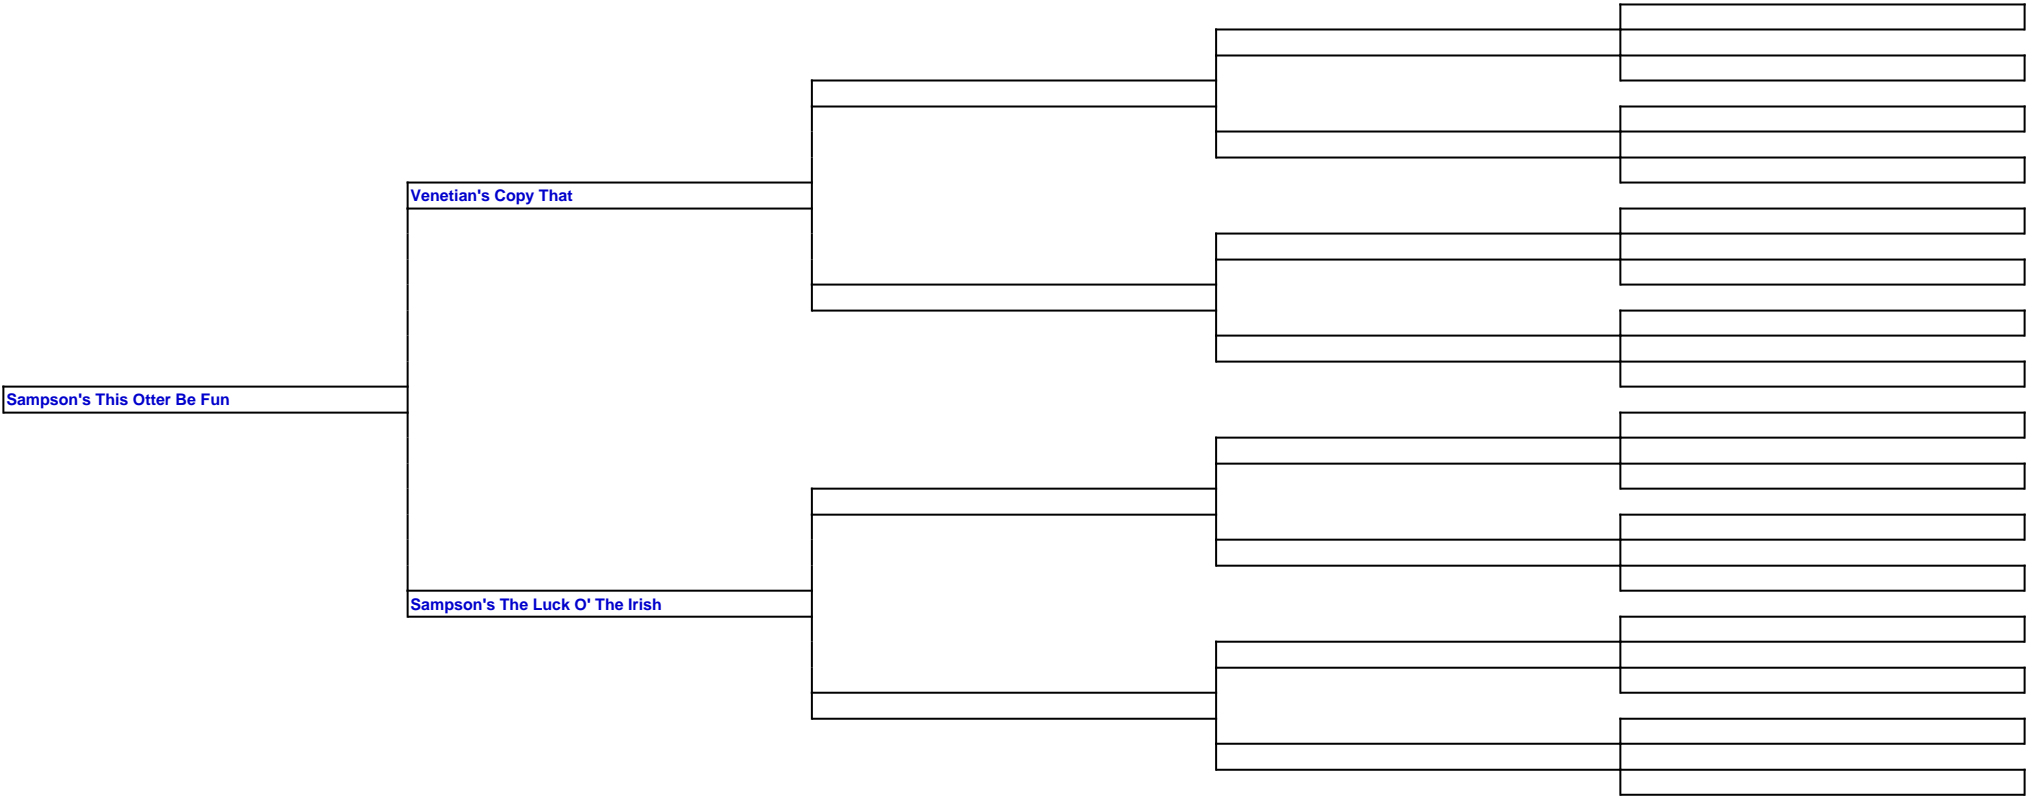 Venetian's Copy That
Sampson's This Otter Be Fun
Sampson's The Luck O' The Irish